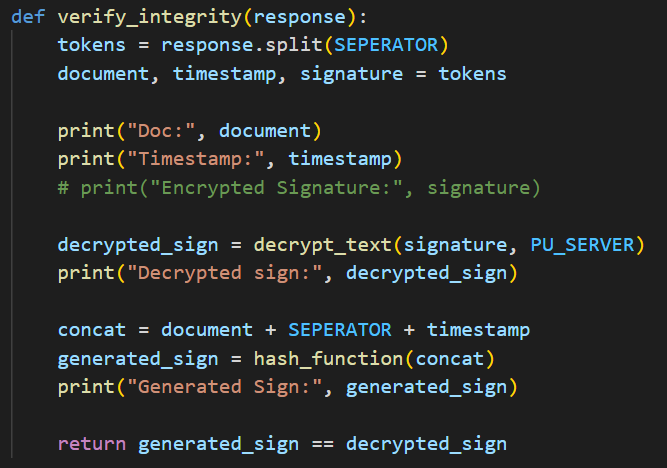 def verify_integrity(response):
    tokens = response.split(SEPERATOR)
    document, timestamp, signature = tokens

    print("Doc:", document)
    print("Timestamp:", timestamp)
    # print("Encrypted Signature:", signature)

    decrypted_sign = decrypt_text(signature, PU_SERVER)
    print("Decrypted sign:", decrypted_sign)

    concat = document + SEPERATOR + timestamp
    generated_sign = hash_function(concat)
    print("Generated Sign:", generated_sign)

    return generated_sign == decrypted_sign